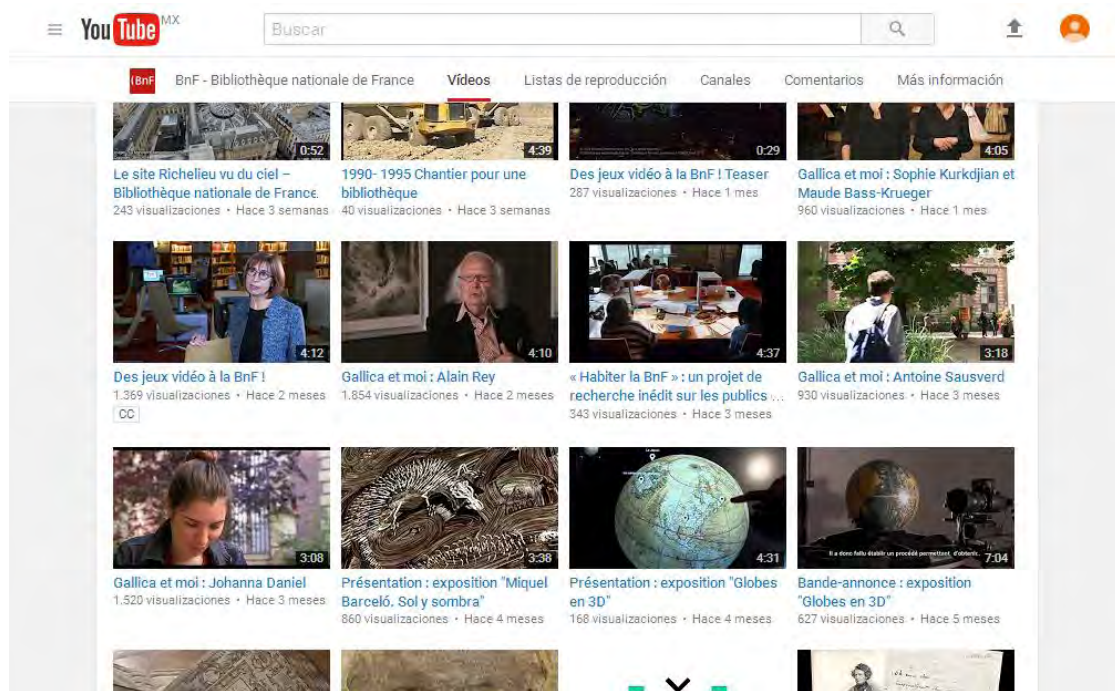 YouTube MX
Buscar
(BnF
BnF - Bibliothèque nationale de France Vídeos Listas de reproducción Canales Comentarios Más información
0:52
4:39
0:29
4:05
Le site Richelieu vu du ciel –
Bibliothèque nationale de France.
243 visualizaciones • Hace 3 semanas
1990- 1995 Chantier pour une
bibliothèque
40 visualizaciones • Hace 3 semanas
Des jeux vidéo à la BnF ! Teaser
287 visualizaciones • Hace 1 mes
Gallica et moi : Sophie Kurkdjian et
Maude Bass-Krueger
960 visualizaciones • Hace 1 mes
4:12
4:10
4:37
3:18
Des jeux vidéo à la BnF !
1.369 visualizaciones • Hace 2 meses
CC
Gallica et moi : Alain Rey
1.854 visualizaciones • Hace 2 meses
« Habiter la BnF » : un projet de
recherche inédit sur les publics ...
343 visualizaciones • Hace 3 meses
Gallica et moi : Antoine Sausverd
930 visualizaciones • Hace 3 meses
3:08
3:38
4:31
Il a donc fallu établir un procédé permettant d'obtenir
7:04
Gallica et moi : Johanna Daniel
1.520 visualizaciones • Hace 3 meses
Présentation : exposition "Miquel
Barceló. Sol y sombra"
860 visualizaciones • Hace 4 meses
Présentation : exposition "Globes
en 3D"
168 visualizaciones • Hace 4 meses
Bande-annonce : exposition
"Globes en 3D"
627 visualizaciones • Hace 5 meses